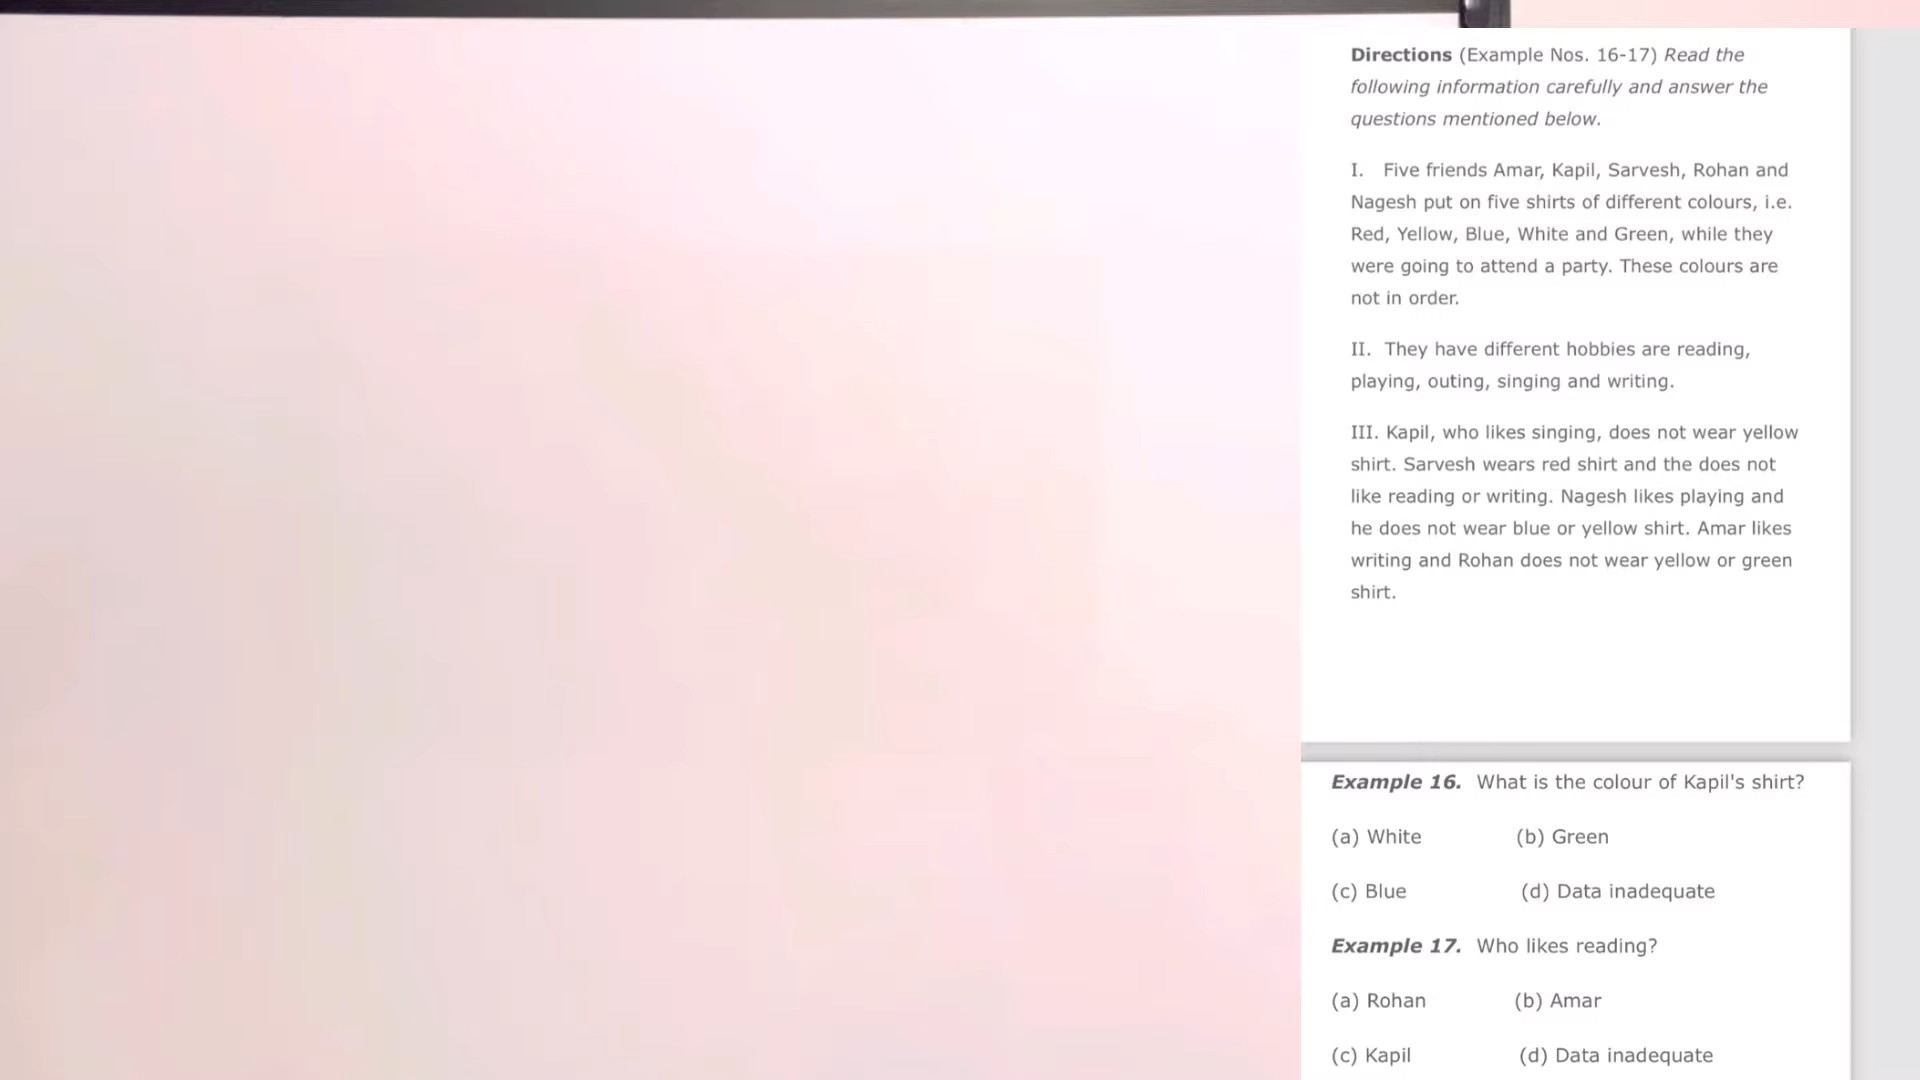 Directions (Example Nos. 16-17) Read the
following information carefully and answer the
questions mentioned below.
I. Five friends Amar, Kapil, Sarvesh, Rohan and
Nagesh put on five shirts of different colours, i.e.
Red, Yellow, Blue, White and Green, while they
were going to attend a party. These colours are
not in order.
II. They have different hobbies are reading,
playing, outing, singing and writing.
III. Kapil, who likes singing, does not wear yellow
shirt. Sarvesh wears red shirt and the does not
like reading or writing. Nagesh likes playing and
he does not wear blue or yellow shirt. Amar likes
writing and Rohan does not wear yellow or green
shirt.
Example 16. What is the colour of Kapil's shirt?
(a) White (b) Green
(c) Blue (d) Data inadequate
Example 17. Who likes reading?
(a) Rohan (b) Amar
(c) Kapil (d) Data inadequate